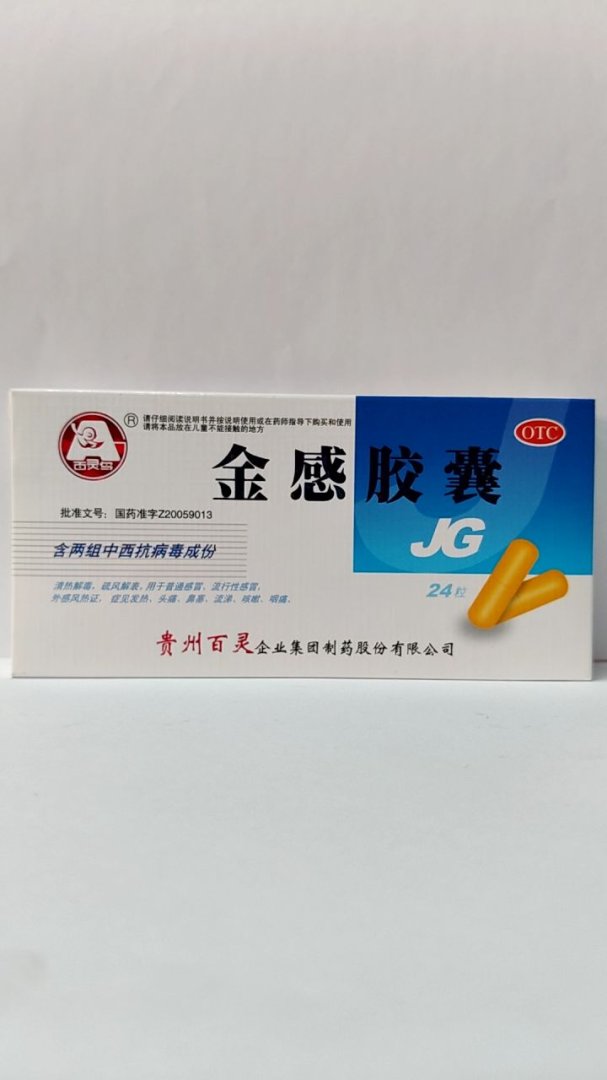 百灵鸟
®
请仔细阅读说明书并按说明使用或在药师指导下购买和使用
请将本品放在儿童不能接触的地方
OTC
金感胶囊
批准文号：国药准字Z20059013
JG
含两组中西抗病毒成份
清热解毒，疏风解表。用于普通感冒，流行性感冒，
外感风热证，症见发热、头痛、鼻塞、流涕、咳嗽、咽痛。
24粒
贵州百灵企业集团制药股份有限公司